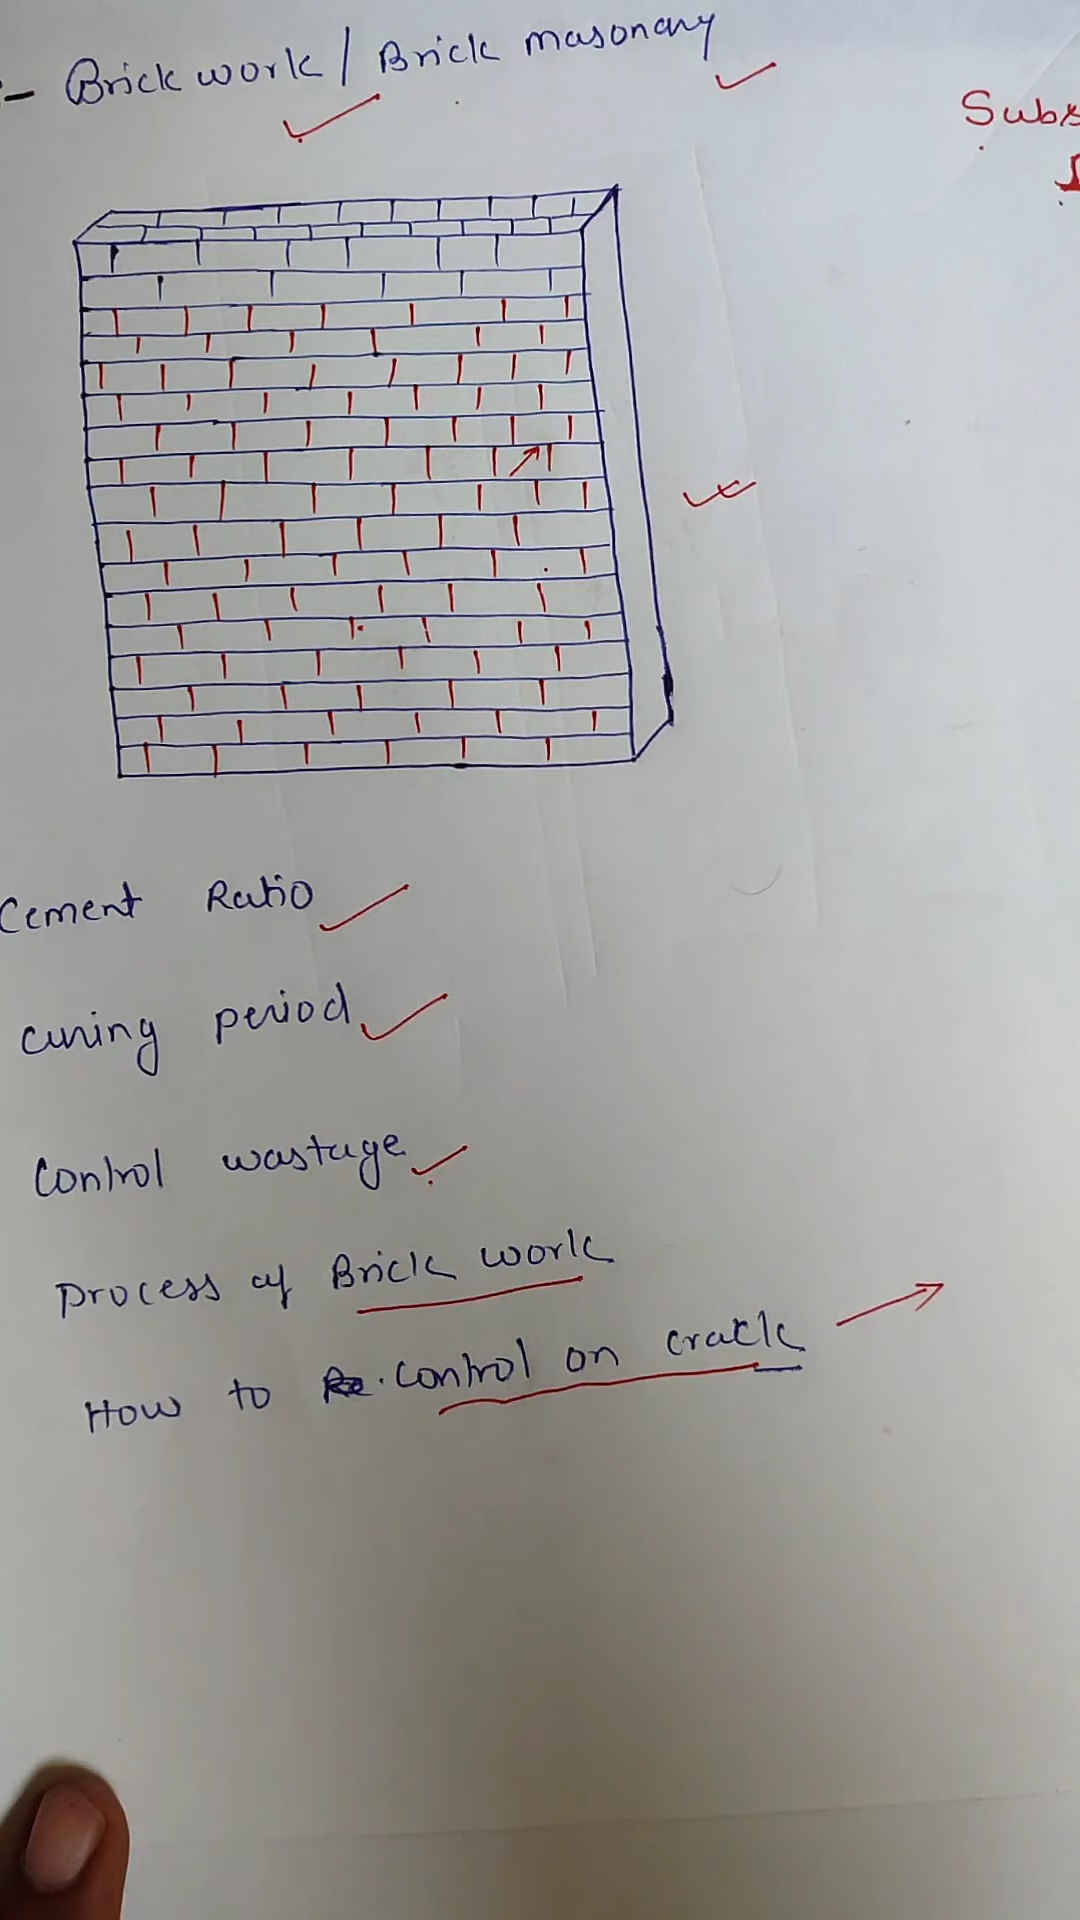 :- Brick work / Brick masonary
Cement Ratio
curing period
Control wastage
Process of Brick work
How to control on crack